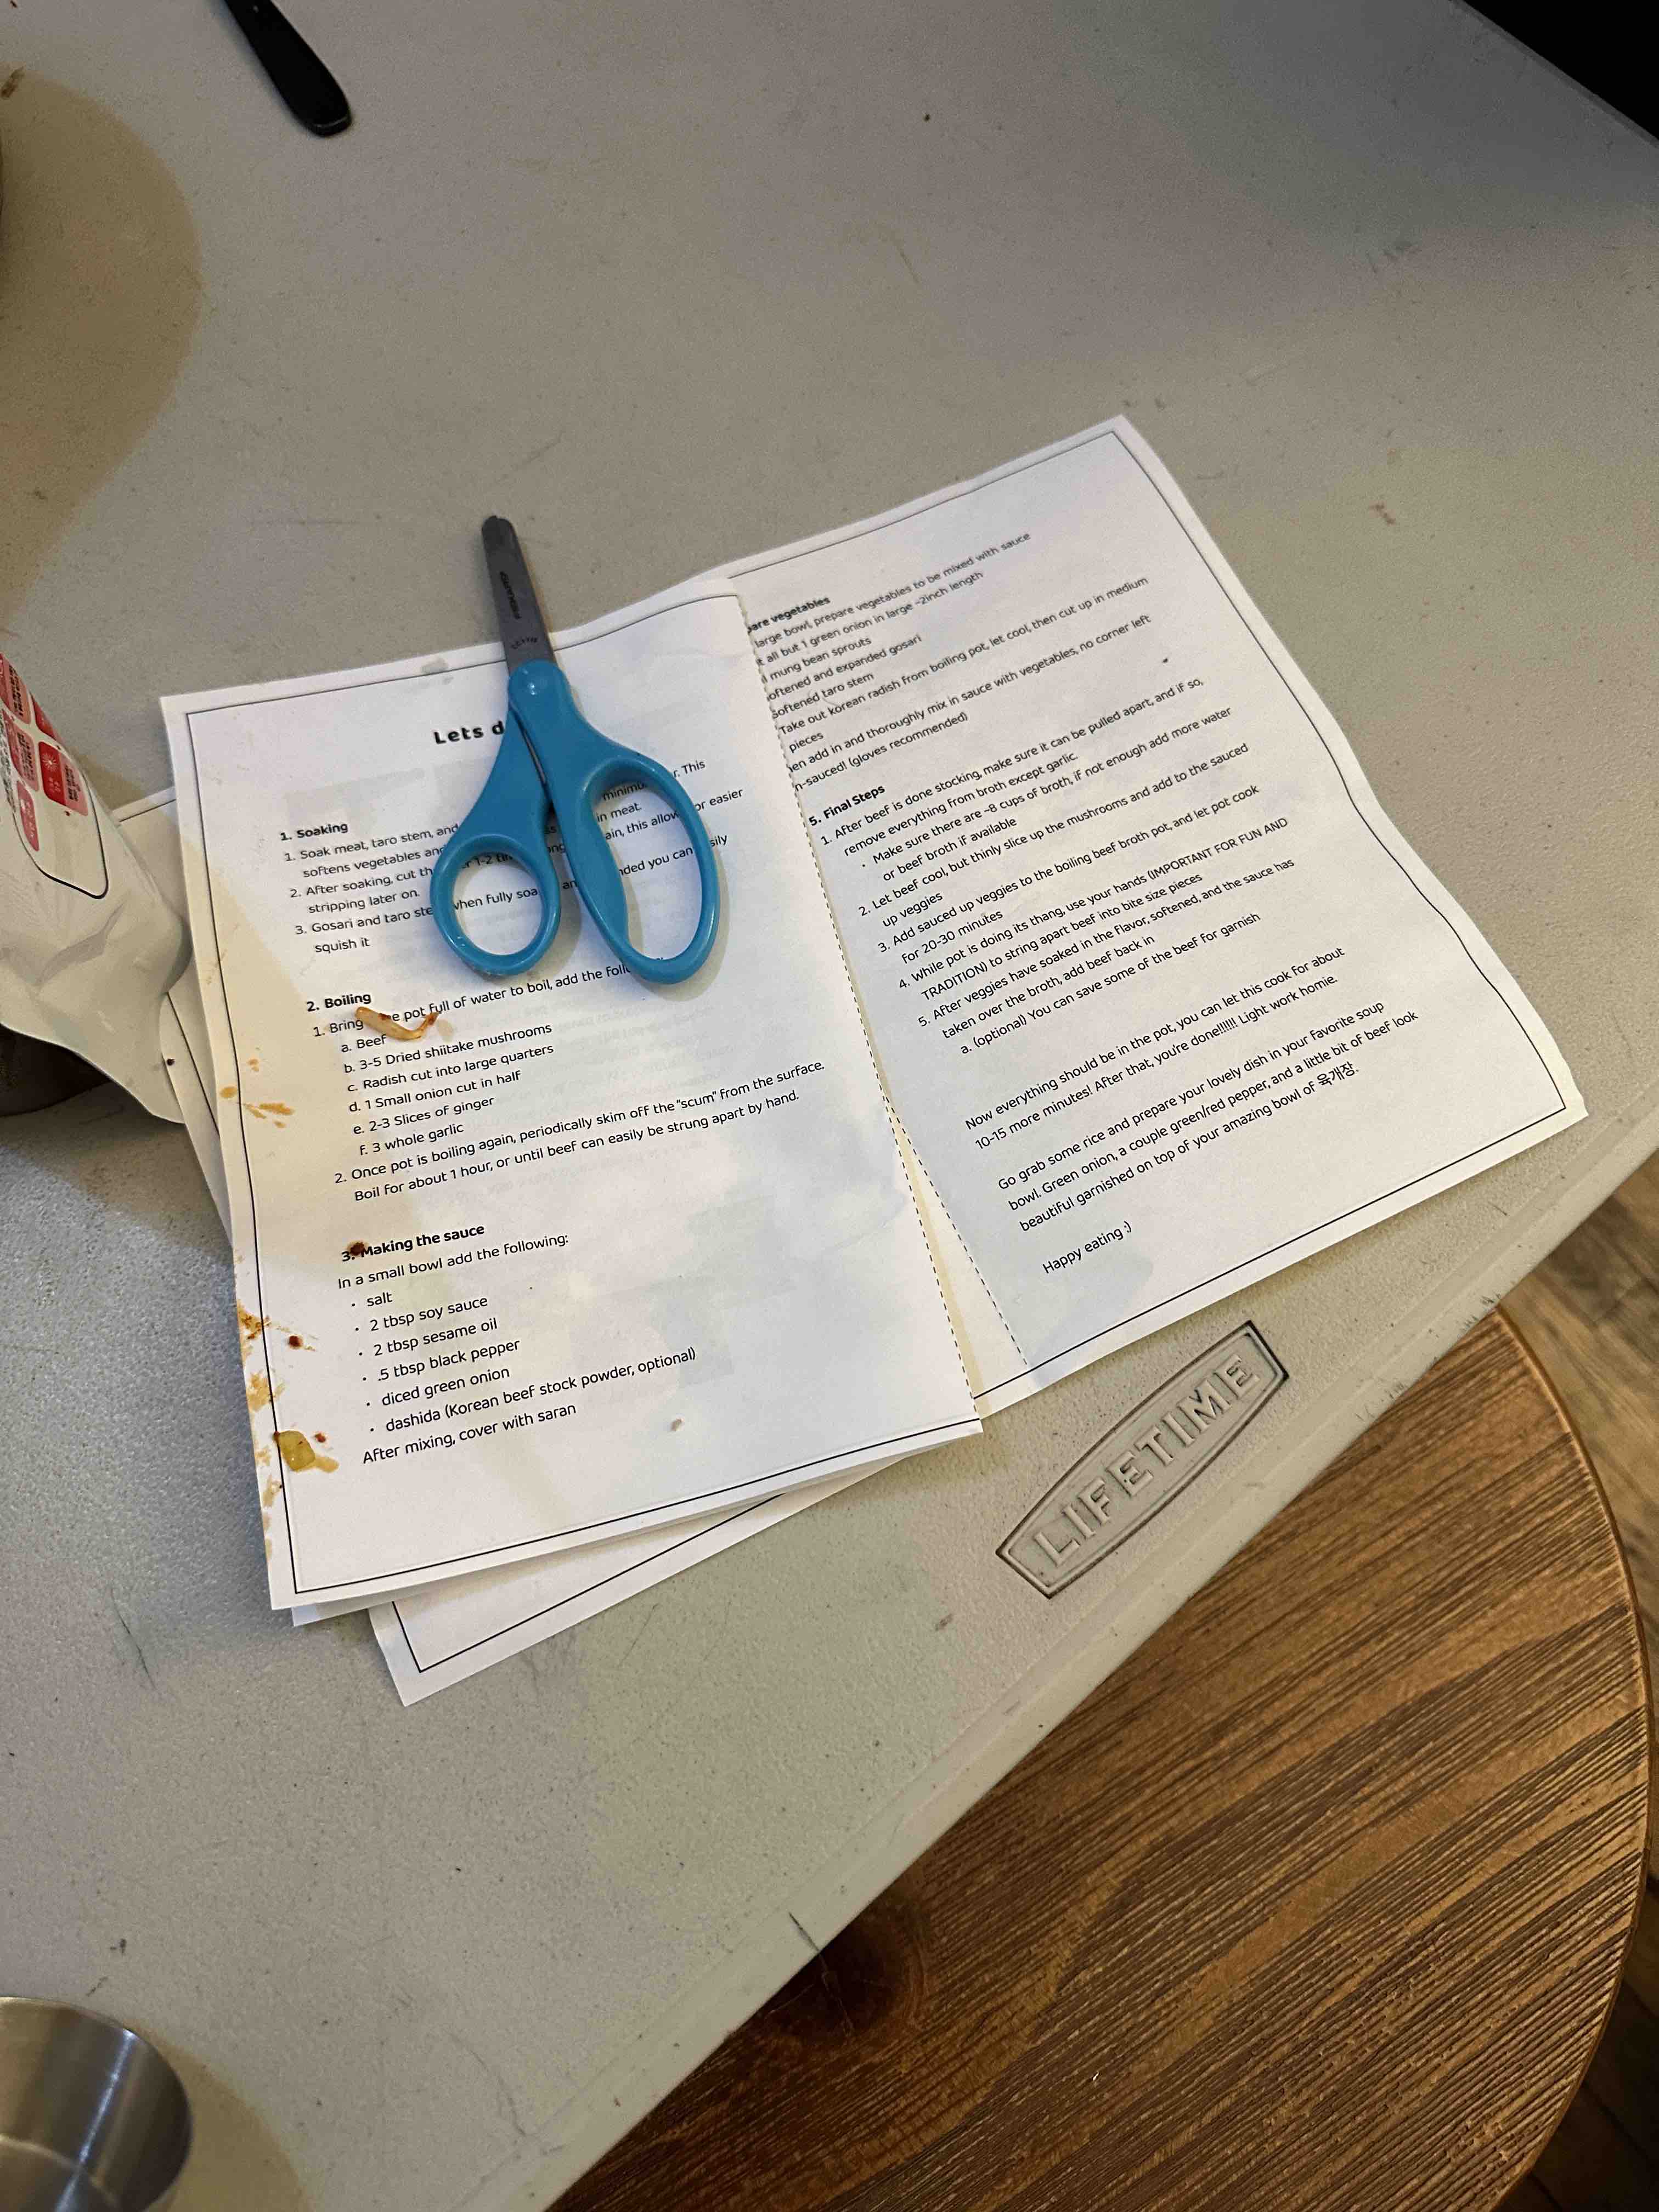 Lets d
1. Soaking
1. Soak meat, taro stem, and minimu r. This
softens vegetables an in meat.
2. After soaking, cut th r 1-2 ti ong ain, this allow or easier
stripping later on.
3. Gosari and taro ste when fully soa an nded you can sily
squish it
2. Boiling
1. Bring e pot full of water to boil, add the foll
a. Beef
b. 3-5 Dried shiitake mushrooms
c. Radish cut into large quarters
d. 1 Small onion cut in half
e. 2-3 Slices of ginger
f. 3 whole garlic
2. Once pot is boiling again, periodically skim off the "scum" from the surface.
Boil for about 1 hour, or until beef can easily be strung apart by hand.
3. Making the sauce
In a small bowl add the following:
· salt
· 2 tbsp soy sauce
· 2 tbsp sesame oil
· .5 tbsp black pepper
· diced green onion
· dashida (Korean beef stock powder, optional)
After mixing, cover with saran
pare vegetables
large bowl, prepare vegetables to be mixed with sauce
t all but 1 green onion in large ~2inch length
mung bean sprouts
oftened and expanded gosari
Softened taro stem
Take out korean radish from boiling pot, let cool, then cut up in medium
pieces
en add in and thoroughly mix in sauce with vegetables, no corner left
n-sauced! (gloves recommended)
5. Final Steps
1. After beef is done stocking, make sure it can be pulled apart, and if so,
remove everything from broth except garlic.
· Make sure there are ~8 cups of broth, if not enough add more water
or beef broth if available
2. Let beef cool, but thinly slice up the mushrooms and add to the sauced
up veggies
3. Add sauced up veggies to the boiling beef broth pot, and let pot cook
for 20-30 minutes
4. While pot is doing its thang, use your hands (IMPORTANT FOR FUN AND
TRADITION) to string apart beef into bite size pieces
5. After veggies have soaked in the flavor, softened, and the sauce has
taken over the broth, add beef back in
a. (optional) You can save some of the beef for garnish
Now everything should be in the pot, you can let this cook for about
10-15 more minutes! After that, you're done!!!!!! Light work homie.
Go grab some rice and prepare your lovely dish in your favorite soup
bowl. Green onion, a couple green/red pepper, and a little bit of beef look
beautiful garnished on top of your amazing bowl of 육개장.
Happy eating :)
LIFETIME